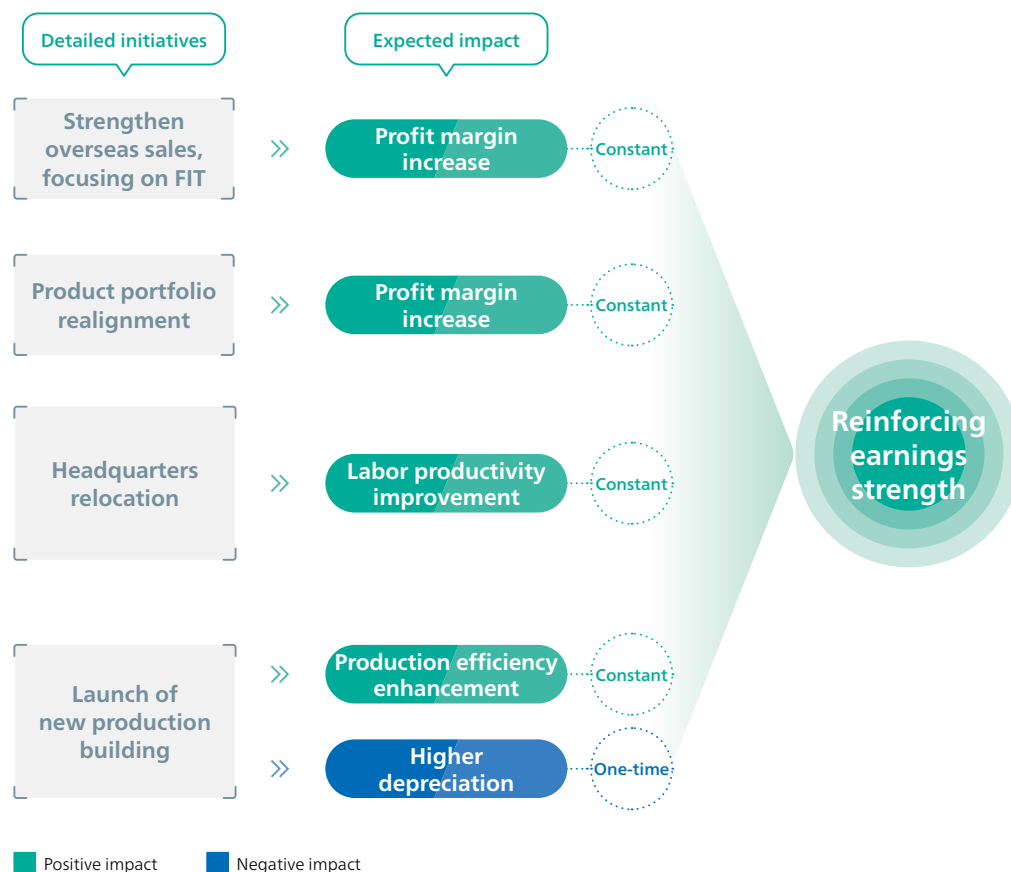 Detailed initiatives
Expected impact
Strengthen
overseas sales,
focusing on FIT
Profit margin
increase
Constant
Product portfolio
realignment
Profit margin
increase
Constant
Headquarters
relocation
Labor productivity
improvement
Constant
Launch of
new production
building
Production efficiency
enhancement
Constant
Higher
depreciation
One-time
Reinforcing
earnings
strength
Positive impact
Negative impact